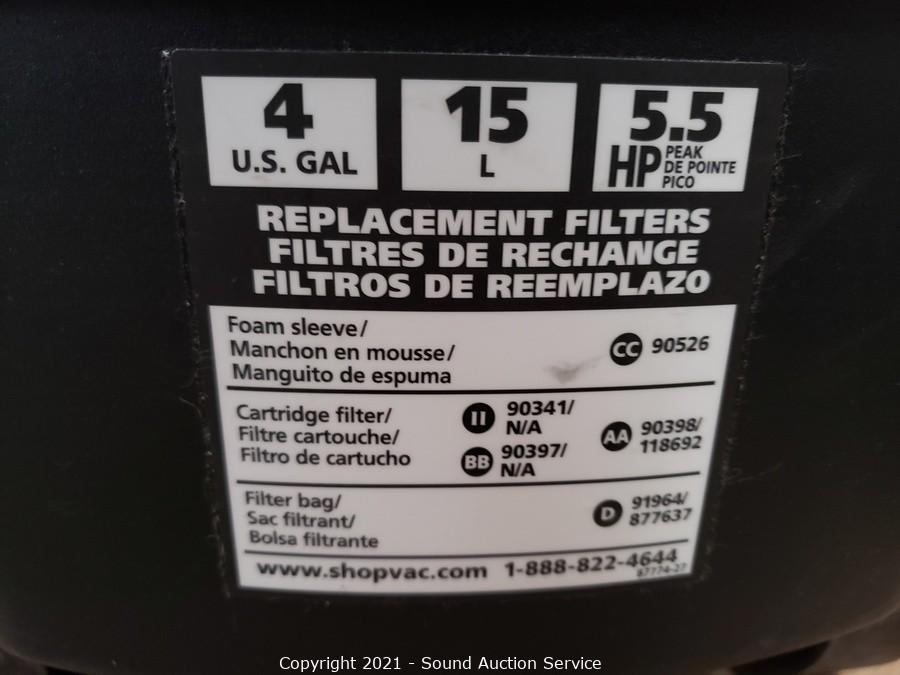 4
U.S. GAL
15
L
5.5
HP PEAK
DE POINTE
PICO
REPLACEMENT FILTERS
FILTRES DE RECHANGE
FILTROS DE REEMPLAZO
Foam sleeve/
Manchon en mousse/
Manguito de espuma
CC 90526
Cartridge filter/
Filtre cartouche/
Filtro de cartucho
II 90341/
N/A
BB 90397/
N/A
AA 90398/
118692
Filter bag/
Sac filtrant/
Bolsa filtrante
D 91964/
877637
www.shopvac.com 1-888-822-4644
87774-27
Copyright 2021 - Sound Auction Service